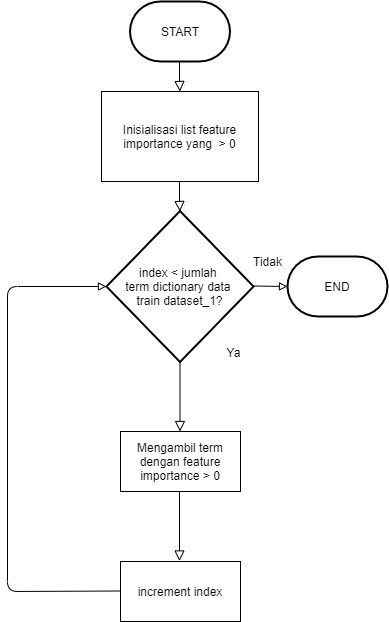 START
Inisialisasi list feature
importance yang > 0
index < jumlah
term dictionary data
train dataset_1?
Tidak
END
Ya
Mengambil term
dengan feature
importance > 0
increment index